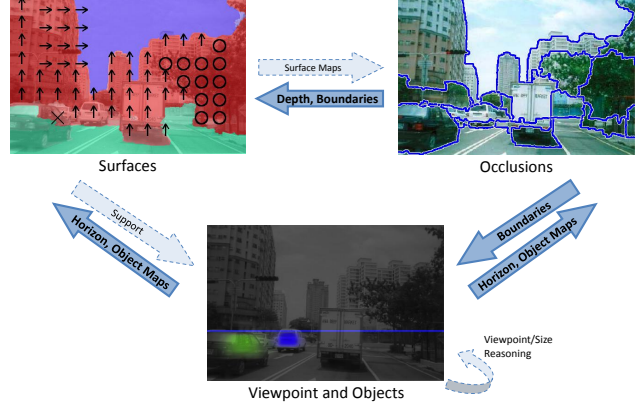 Surface Maps
Depth, Boundaries
Surfaces
Occlusions
Support
Horizon, Object Maps
Boundaries
Horizon, Object Maps
Viewpoint/Size
Reasoning
Viewpoint and Objects